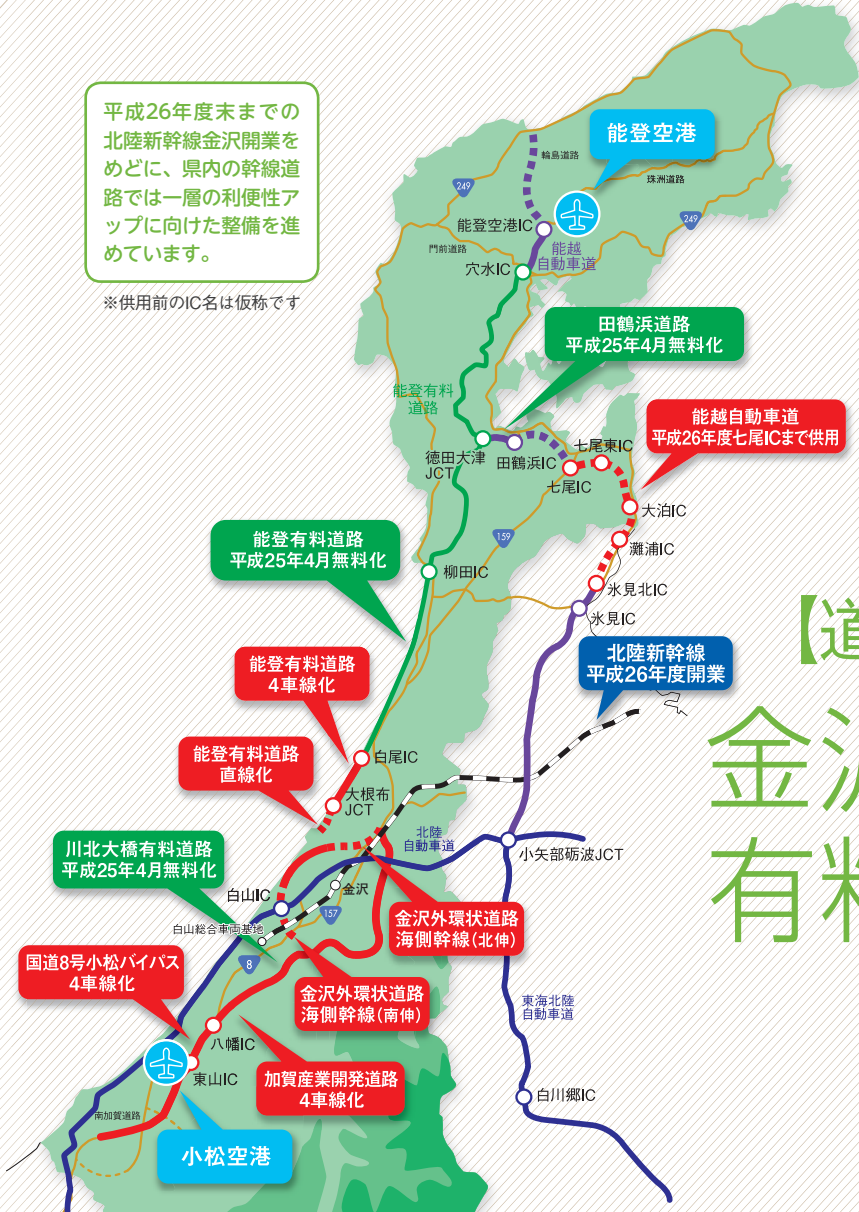 平成26年度末までの
北陸新幹線金沢開業を
めどに、県内の幹線道
路では一層の利便性ア
ップに向けた整備を進
めています。
※供用前のIC名は仮称です
能登空港
輪島道路
珠洲道路
249
249
能登空港IC
能越
自動車道
門前道路
穴水IC
田鶴浜道路
平成25年4月無料化
能登有料
道路
能越自動車道
平成26年度七尾ICまで供用
徳田大津
JCT
田鶴浜IC
七尾東IC
七尾IC
大泊IC
能登有料道路
平成25年4月無料化
159
灘浦IC
柳田IC
氷見北IC
氷見IC
【道
北陸新幹線
平成26年度開業
能登有料道路
4車線化
金沢
有料
能登有料道路
直線化
白尾IC
大根布
JCT
北陸
自動車道
小矢部砺波JCT
川北大橋有料道路
平成25年4月無料化
白山IC
金沢
157
白山総合車両基地
金沢外環状道路
海側幹線(北伸)
国道8号小松バイパス
4車線化
8
金沢外環状道路
海側幹線(南伸)
東海北陸
自動車道
八幡IC
東山IC
加賀産業開発道路
4車線化
白川郷IC
南加賀道路
小松空港